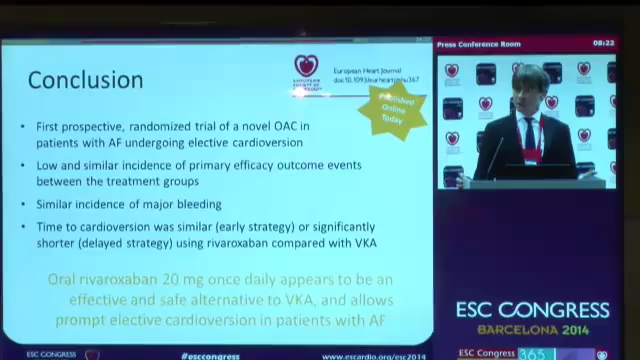 Press Conference Room
08:22
Conclusion
EUROPEAN
SOCIETY OF
CARDIOLOGY
European Heart Journal
Published
Online
Today
• First prospective, randomized trial of a novel OAC in
patients with AF undergoing elective cardioversion
• Low and similar incidence of primary efficacy outcome events
between the treatment groups
• Similar incidence of major bleeding
• Time to cardioversion was similar (early strategy) or significantly
shorter (delayed strategy) using rivaroxaban compared with VKA
Oral rivaroxaban 20 mg once daily appears to be an
effective and safe alternative to VKA, and allows
prompt elective cardioversion in patients with AF
ESC CONGRESS
BARCELONA 2014
ESC CONGRESS
#esccongress
www.escardio.org/esc2014
ESC Congress
365